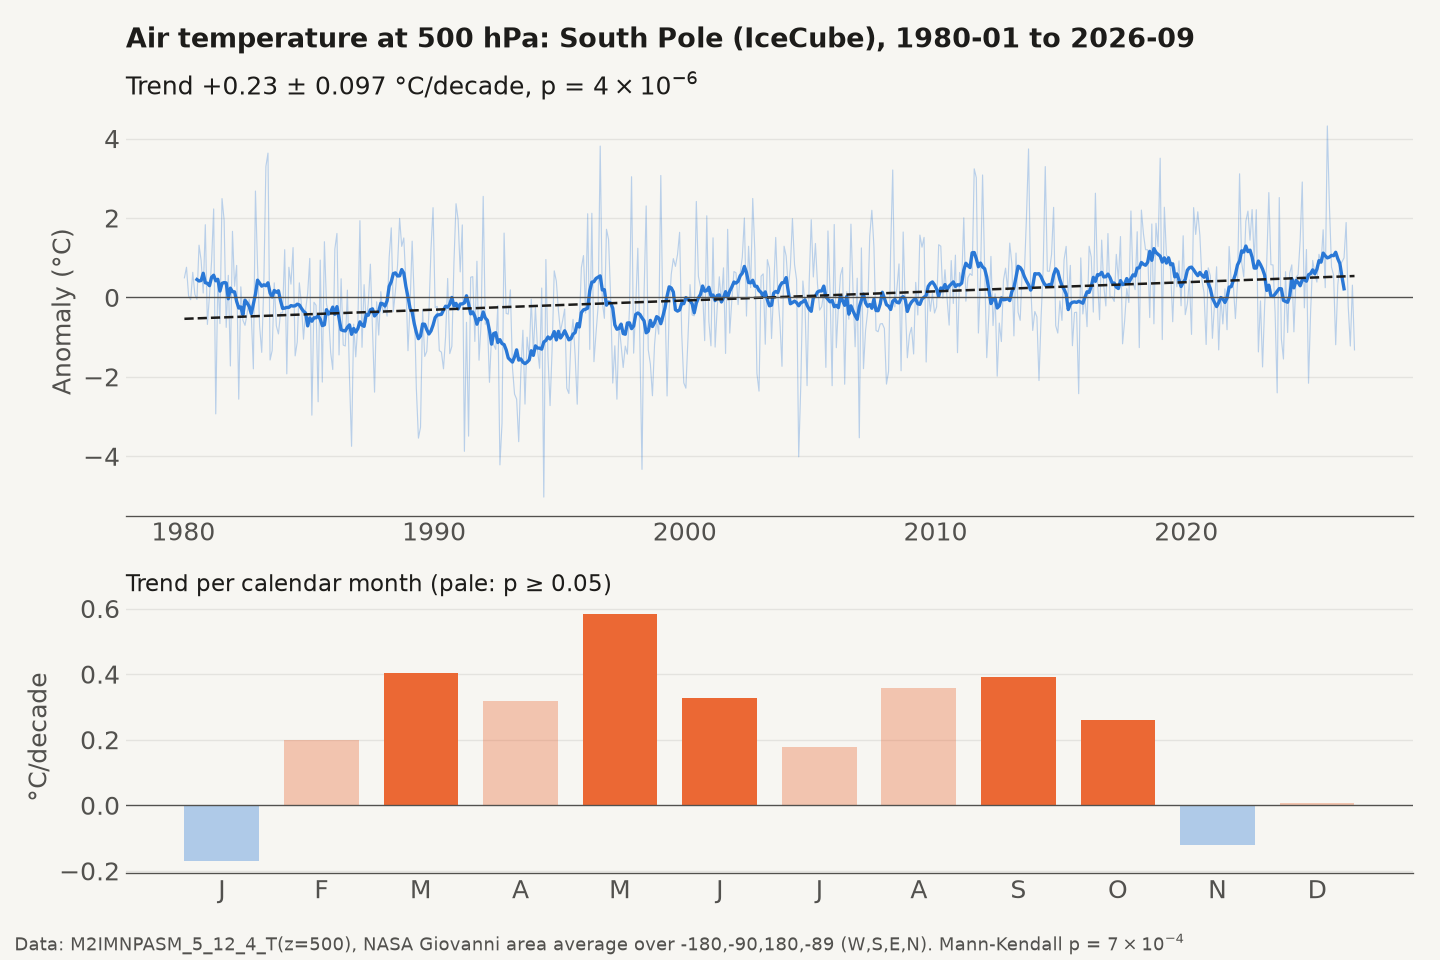 Air temperature at 500 hPa: South Pole (IceCube), 1980-01 to 2026-09
Trend +0.23 ± 0.097 °C/decade, p = 4 × 10⁻⁶
Anomaly (°C)
4
2
0
−2
−4
1980 1990 2000 2010 2020
Trend per calendar month (pale: p ≥ 0.05)
°C/decade
0.6
0.4
0.2
0.0
−0.2
J F M A M J J A S O N D
Data: M2IMNPASM_5_12_4_T(z=500), NASA Giovanni area average over -180,-90,180,-89 (W,S,E,N). Mann-Kendall p = 7 × 10⁻⁴